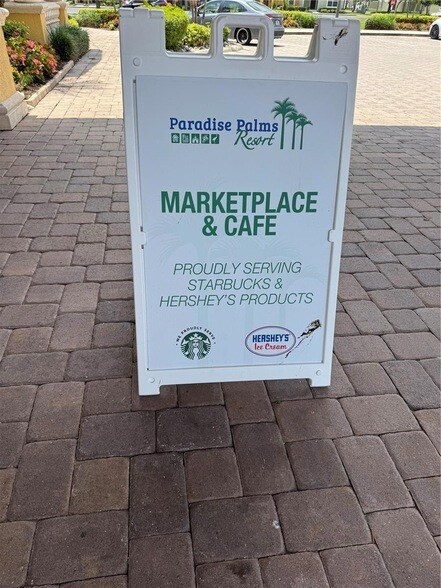 Paradise Palms
Resort
MARKETPLACE
& CAFE
PROUDLY SERVING
STARBUCKS &
HERSHEY'S PRODUCTS
WE PROUDLY SERVE
HERSHEY'S
Ice Cream